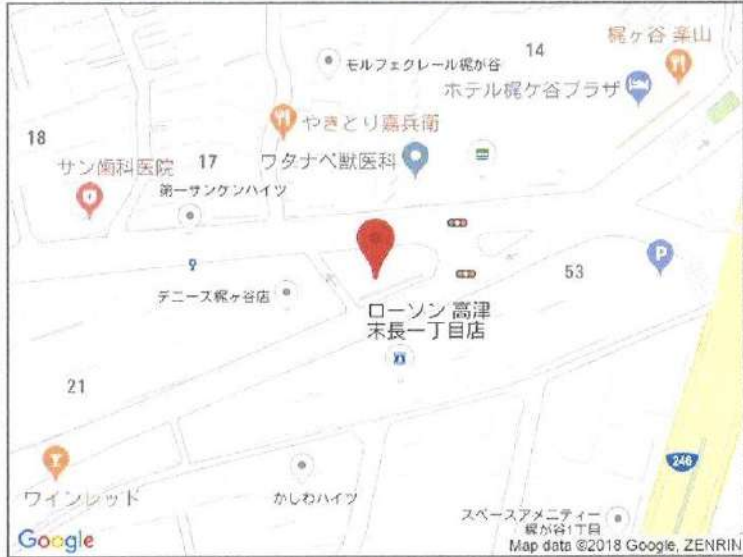 梶ヶ谷 楽山
14
モルフェクレール梶が谷
ホテル梶ケ谷プラザ
やきとり嘉兵衛
18
ワタナベ獣医科
17
サン歯科医院
第一サンケンハイツ
9
53
P
デニーズ梶ヶ谷店
ローソン 高津
末長一丁目店
21
246
ワインレッド
かしわハイツ
スペースアメニティー
梶が谷1丁目
Google
Map data ©2018 Google, ZENRIN